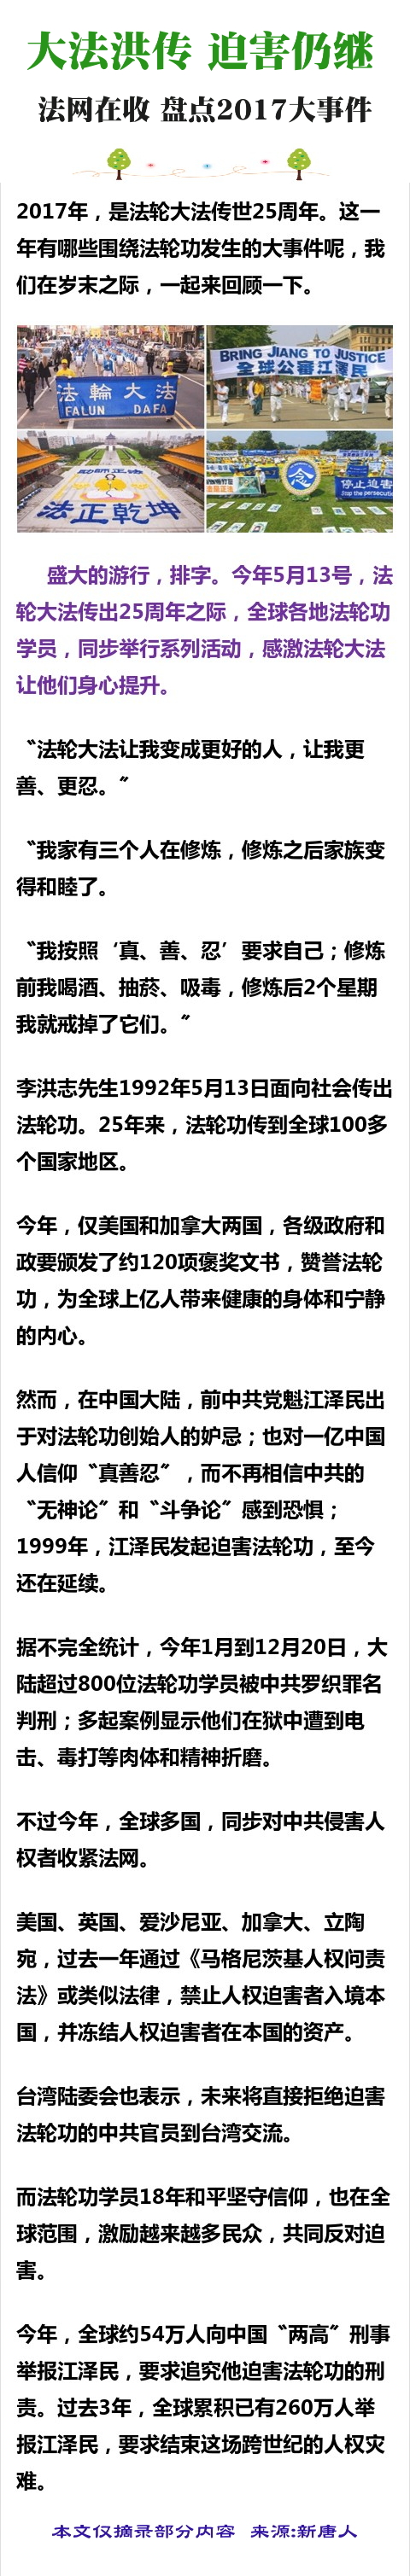 大法洪传 迫害仍继
法网在收 盘点2017大事件
2017年，是法轮大法传世25周年。这一
年有哪些围绕法轮功发生的大事件呢，我
们在岁末之际，一起来回顾一下。
法輪大法
FALUN DAFA
BRING JIANG TO JUSTICE
全球公審江澤民
助師正法
法正乾坤
念
停止迫害
Stop the persecution
盛大的游行，排字。今年5月13号，法
轮大法传出25周年之际，全球各地法轮功
学员，同步举行系列活动，感激法轮大法
让他们身心提升。
〝法轮大法让我变成更好的人，让我更
善、更忍。〞
〝我家有三个人在修炼，修炼之后家族变
得和睦了。
〝我按照‘真、善、忍’要求自己；修炼
前我喝酒、抽菸、吸毒，修炼后2个星期
我就戒掉了它们。〞
李洪志先生1992年5月13日面向社会传出
法轮功。25年来，法轮功传到全球100多
个国家地区。
今年，仅美国和加拿大两国，各级政府和
政要颁发了约120项褒奖文书，赞誉法轮
功，为全球上亿人带来健康的身体和宁静
的内心。
然而，在中国大陆，前中共党魁江泽民出
于对法轮功创始人的妒忌；也对一亿中国
人信仰〝真善忍〞，而不再相信中共的
〝无神论〞和〝斗争论〞感到恐惧；
1999年，江泽民发起迫害法轮功，至今
还在延续。
据不完全统计，今年1月到12月20日，大
陆超过800位法轮功学员被中共罗织罪名
判刑；多起案例显示他们在狱中遭到电
击、毒打等肉体和精神折磨。
不过今年，全球多国，同步对中共侵害人
权者收紧法网。
美国、英国、爱沙尼亚、加拿大、立陶
宛，过去一年通过《马格尼茨基人权问责
法》或类似法律，禁止人权迫害者入境本
国，并冻结人权迫害者在本国的资产。
台湾陆委会也表示，未来将直接拒绝迫害
法轮功的中共官员到台湾交流。
而法轮功学员18年和平坚守信仰，也在全
球范围，激励越来越多民众，共同反对迫
害。
今年，全球约54万人向中国〝两高〞刑事
举报江泽民，要求追究他迫害法轮功的刑
责。过去3年，全球累积已有260万人举
报江泽民，要求结束这场跨世纪的人权灾
难。
本文仅摘录部分内容 来源:新唐人